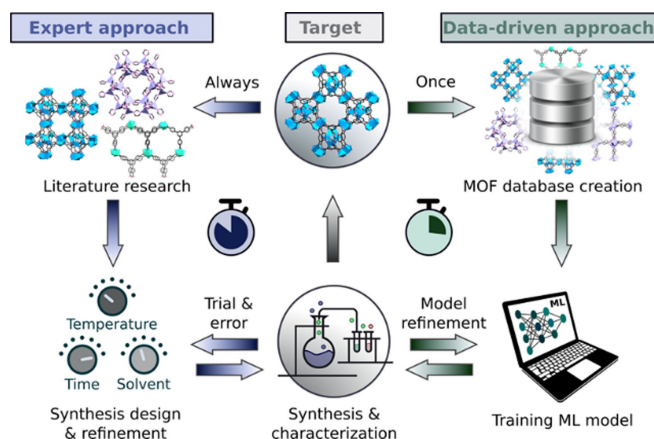 Expert approach
Target
Data-driven approach
Always
Once
Literature research
MOF database creation
Temperature
Time
Solvent
Trial &
error
Model
refinement
ML
Synthesis design
& refinement
Synthesis &
characterization
Training ML model